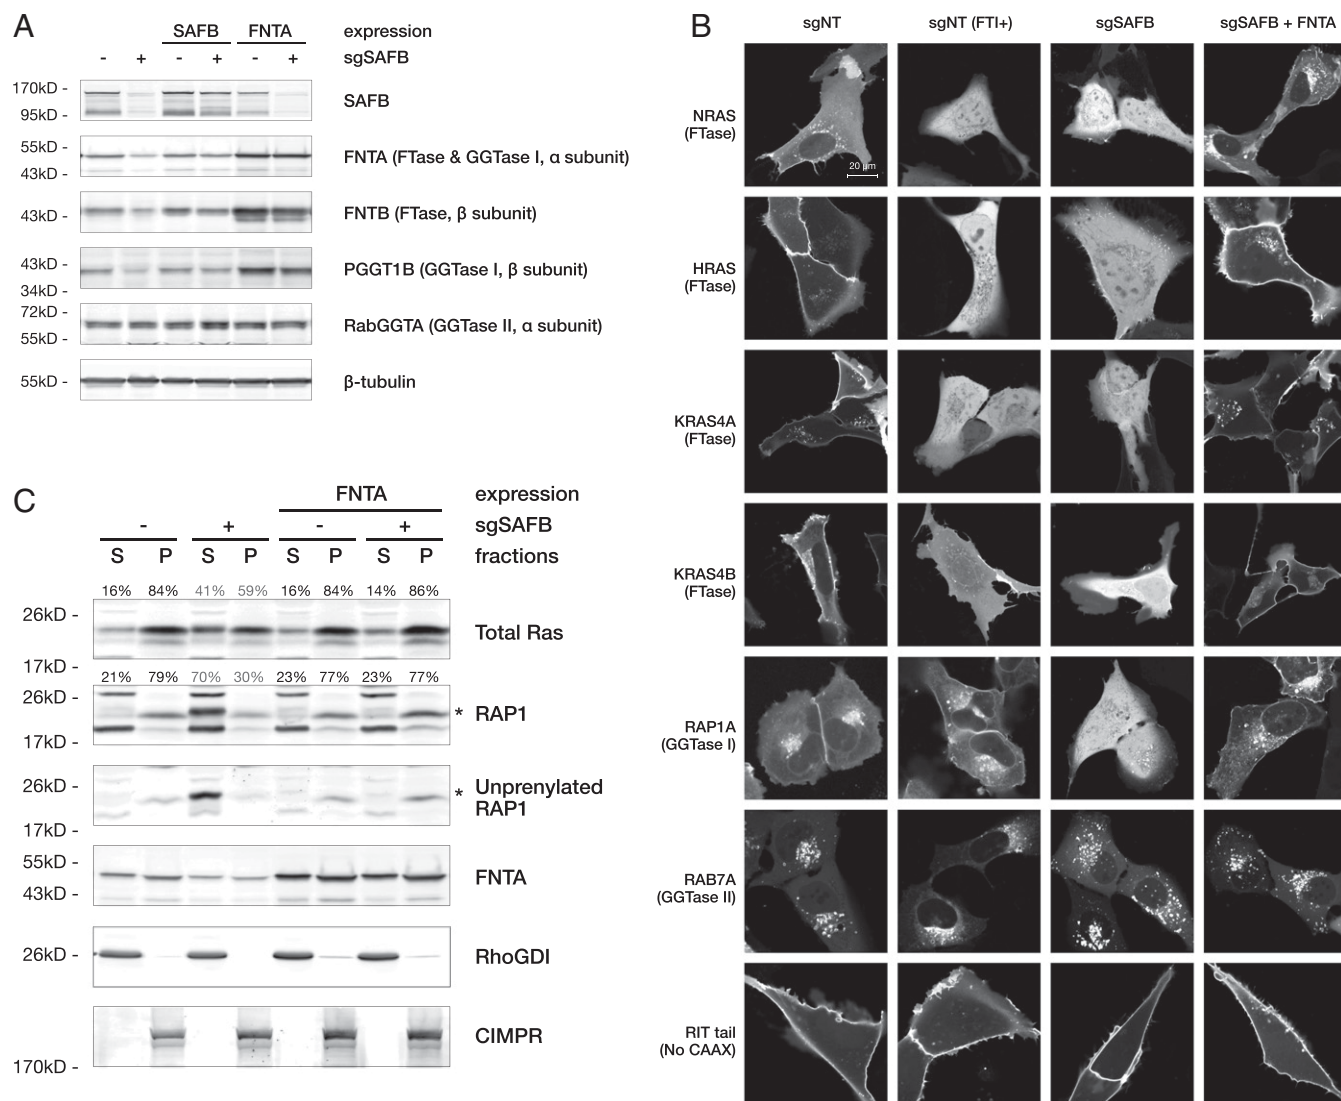 A
SAFB FNTA expression
- + - + - + sgSAFB
170kD -
95kD -
SAFB
55kD -
43kD -
FNTA (FTase & GGTase I, α subunit)
43kD -
FNTB (FTase, β subunit)
43kD -
34kD -
PGGT1B (GGTase I, β subunit)
72kD -
55kD -
RabGGTA (GGTase II, α subunit)
55kD -
β-tubulin
B
sgNT sgNT (FTI+) sgSAFB sgSAFB + FNTA
NRAS
(FTase)
20 μm
HRAS
(FTase)
KRAS4A
(FTase)
KRAS4B
(FTase)
RAP1A
(GGTase I)
RAB7A
(GGTase II)
RIT tail
(No CAAX)
C
FNTA expression
- + - + sgSAFB
S P S P S P S P fractions
16% 84% 41% 59% 16% 84% 14% 86%
26kD -
17kD -
Total Ras
21% 79% 70% 30% 23% 77% 23% 77%
26kD -
17kD -
* RAP1
26kD -
17kD -
* Unprenylated
RAP1
55kD -
43kD -
FNTA
26kD -
RhoGDI
170kD -
CIMPR